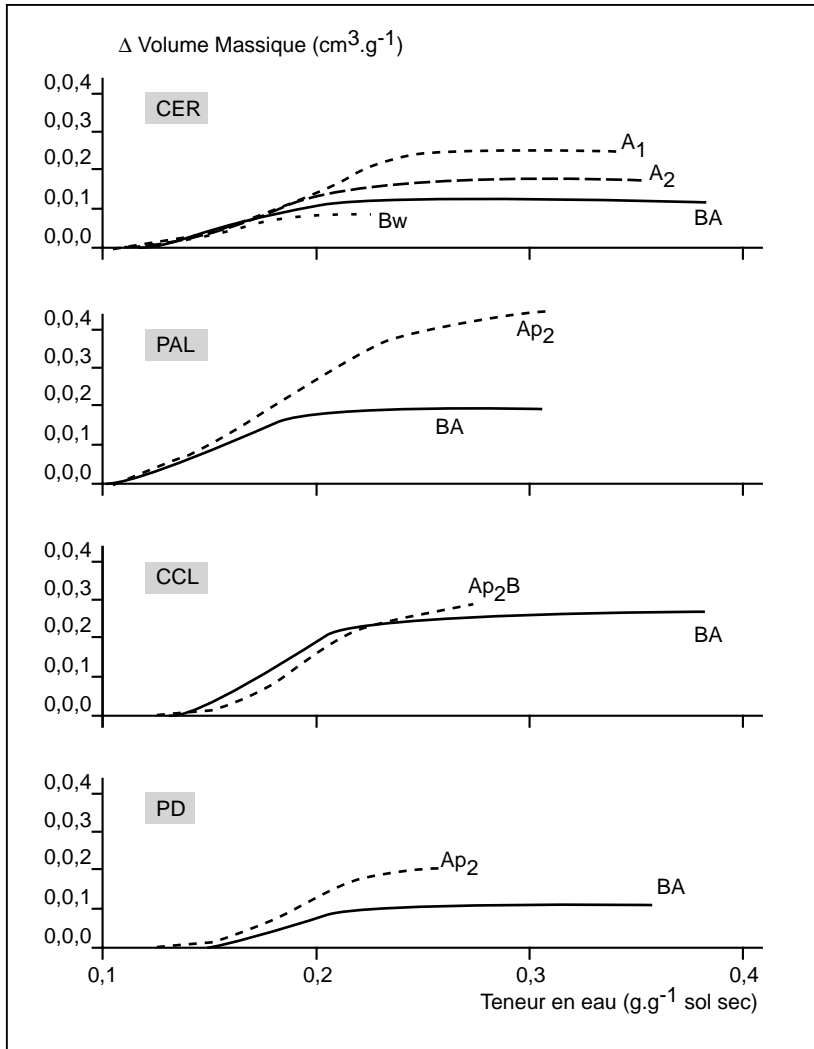 Δ Volume Massique (cm³.g⁻¹)
0,0,4
0,0,3
0,0,2
0,0,1
0,0,0
CER
A₁
A₂
BA
Bw
0,0,4
0,0,3
0,0,2
0,0,1
0,0,0
PAL
Ap₂
BA
0,0,4
0,0,3
0,0,2
0,0,1
0,0,0
CCL
Ap₂B
BA
0,0,4
0,0,3
0,0,2
0,0,1
0,0,0
PD
Ap₂
BA
0,1 0,2 0,3 0,4
Teneur en eau (g.g⁻¹ sol sec)